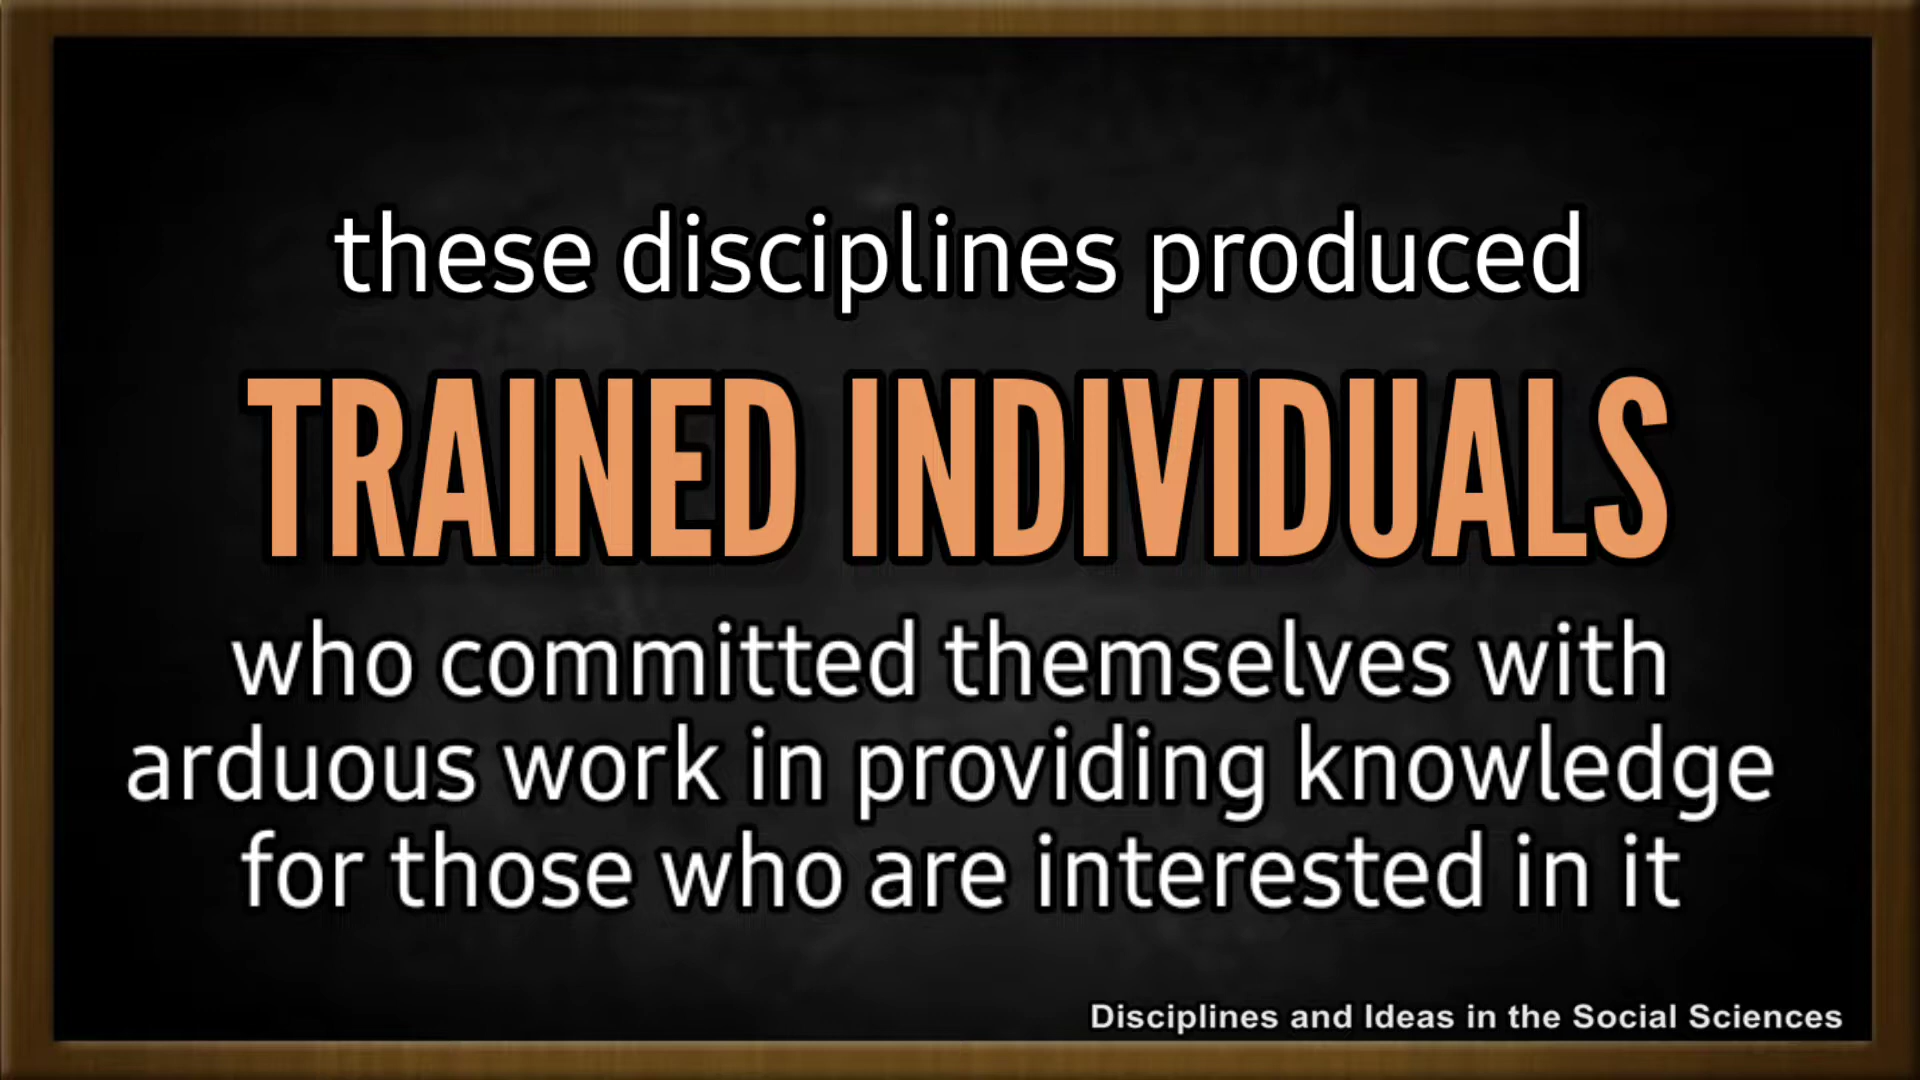 these disciplines produced
TRAINED INDIVIDUALS
who committed themselves with
arduous work in providing knowledge
for those who are interested in it
Disciplines and Ideas in the Social Sciences